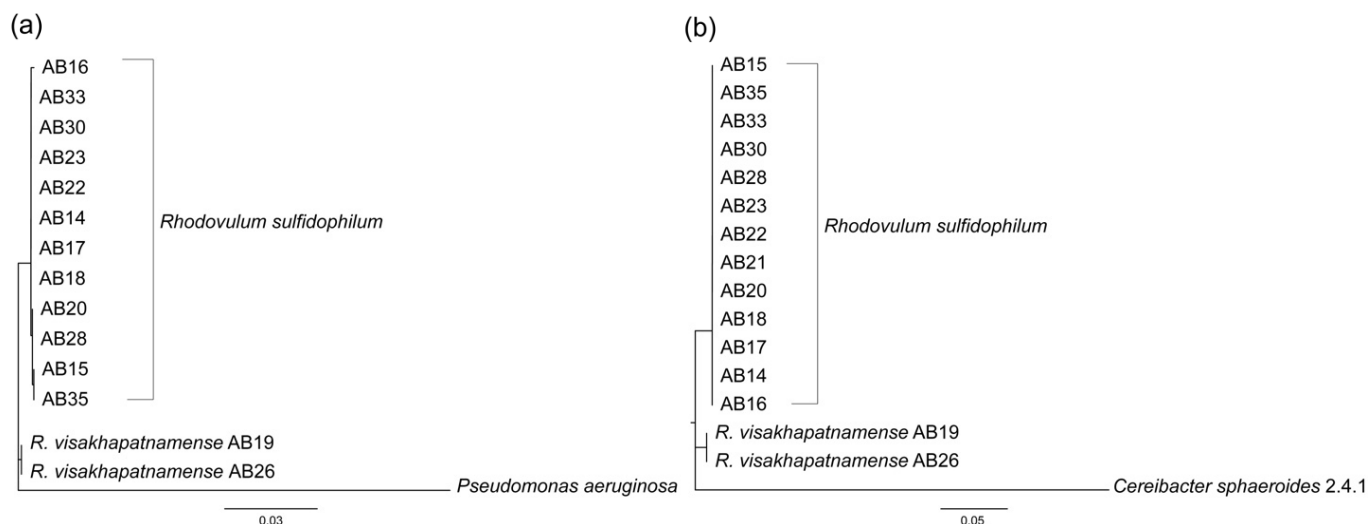 (a)
AB16
AB33
AB30
AB23
AB22
AB14
AB17
AB18
AB20
AB28
AB15
AB35
Rhodovulum sulfidophilum
R. visakhapatnamense AB19
R. visakhapatnamense AB26
Pseudomonas aeruginosa
0.03
(b)
AB15
AB35
AB33
AB30
AB28
AB23
AB22
AB21
AB20
AB18
AB17
AB14
AB16
Rhodovulum sulfidophilum
R. visakhapatnamense AB19
R. visakhapatnamense AB26
Cereibacter sphaeroides 2.4.1
0.05